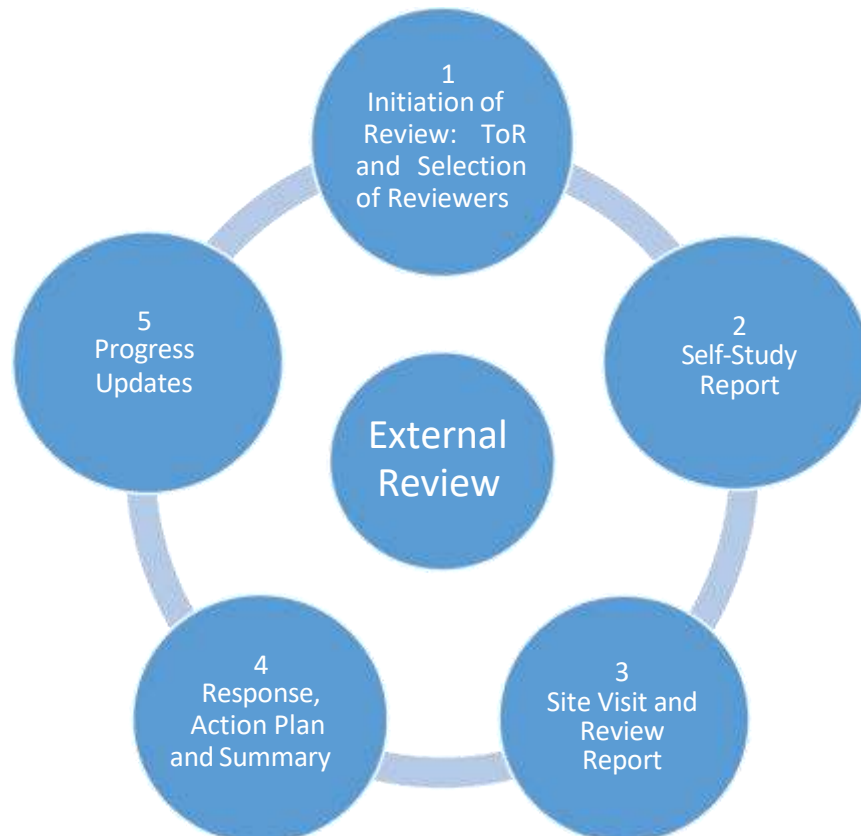 1
Initiation of
Review: ToR
and Selection
of Reviewers
2
Self-Study
Report
3
Site Visit and
Review
Report
4
Response,
Action Plan
and Summary
5
Progress
Updates
External
Review